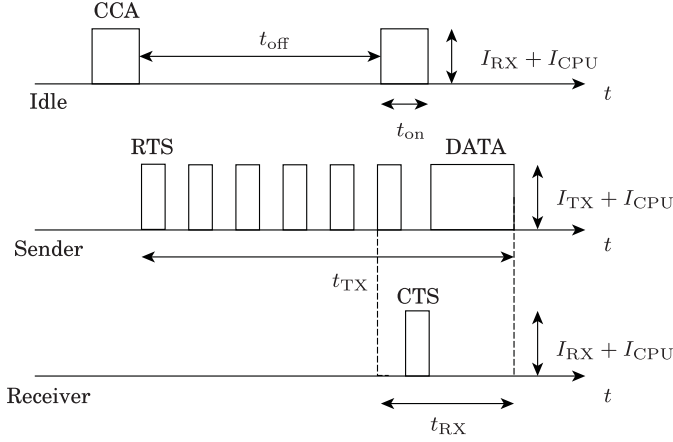 CCA
t_off
I_RX + I_CPU
t
Idle
t_on
RTS
DATA
I_TX + I_CPU
t
Sender
t_TX
CTS
I_RX + I_CPU
t
Receiver
t_RX